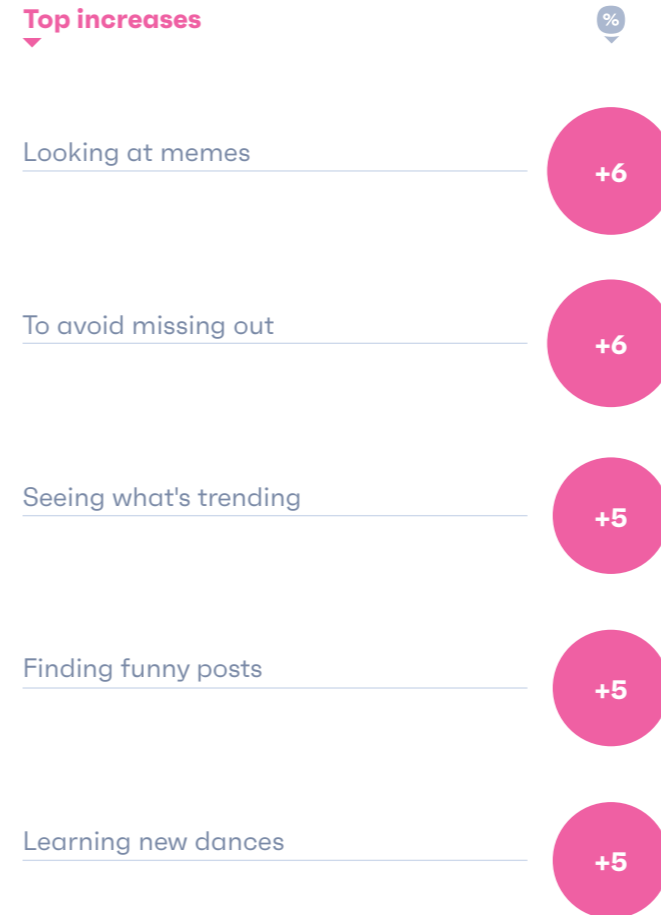 Top increases
%
Looking at memes
+6
To avoid missing out
+6
Seeing what's trending
+5
Finding funny posts
+5
Learning new dances
+5